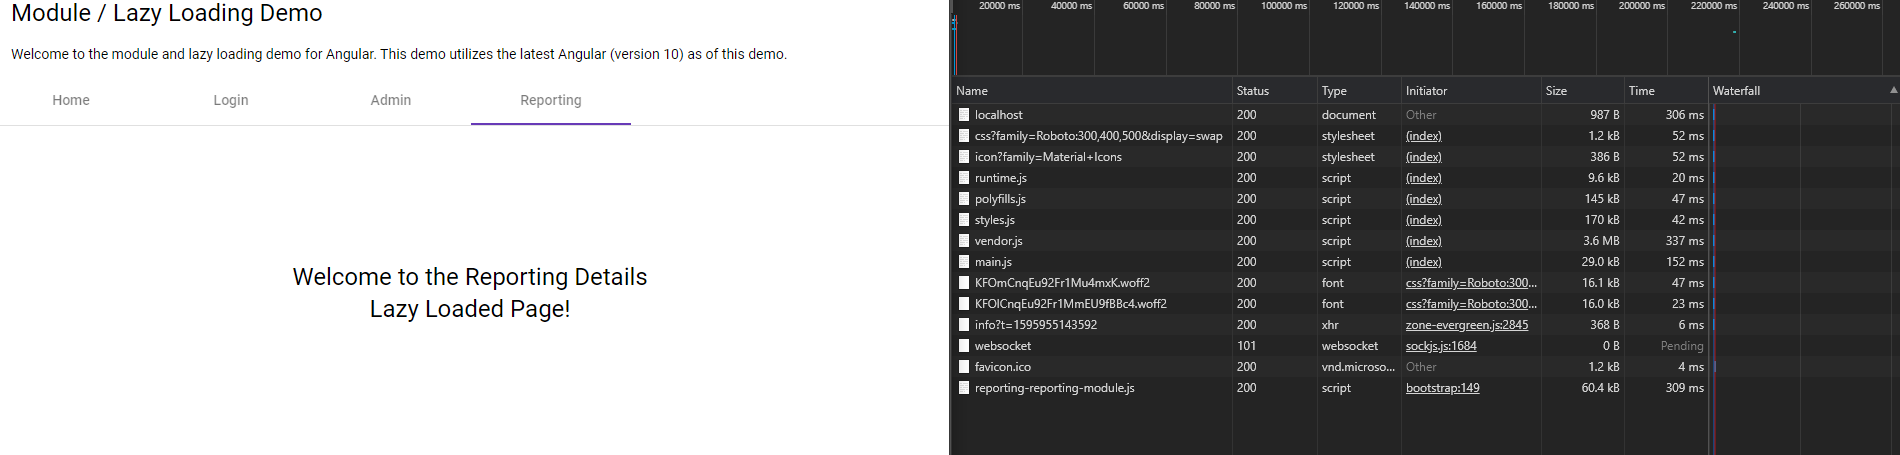 Module / Lazy Loading Demo
Welcome to the module and lazy loading demo for Angular. This demo utilizes the latest Angular (version 10) as of this demo.
Home Login Admin Reporting
Welcome to the Reporting Details
Lazy Loaded Page!
20000 ms 40000 ms 60000 ms 80000 ms 100000 ms 120000 ms 140000 ms 160000 ms 180000 ms 200000 ms 220000 ms 240000 ms 260000 ms
Name Status Type Initiator Size Time Waterfall
localhost 200 document Other 987 B 306 ms
css?family=Roboto:300,400,500&display=swap 200 stylesheet (index) 1.2 kB 52 ms
icon?family=Material+Icons 200 stylesheet (index) 386 B 52 ms
runtime.js 200 script (index) 9.6 kB 20 ms
polyfills.js 200 script (index) 145 kB 47 ms
styles.js 200 script (index) 170 kB 42 ms
vendor.js 200 script (index) 3.6 MB 337 ms
main.js 200 script (index) 29.0 kB 152 ms
KFOmCnqEu92Fr1Mu4mxK.woff2 200 font css?family=Roboto:300... 16.1 kB 47 ms
KFOlCnqEu92Fr1MmEU9fBBc4.woff2 200 font css?family=Roboto:300... 16.0 kB 23 ms
info?t=1595955143592 200 xhr zone-evergreen.js:2845 368 B 6 ms
websocket 101 websocket sockjs.js:1684 0 B Pending
favicon.ico 200 vnd.microso... Other 1.2 kB 4 ms
reporting-reporting-module.js 200 script bootstrap:149 60.4 kB 309 ms